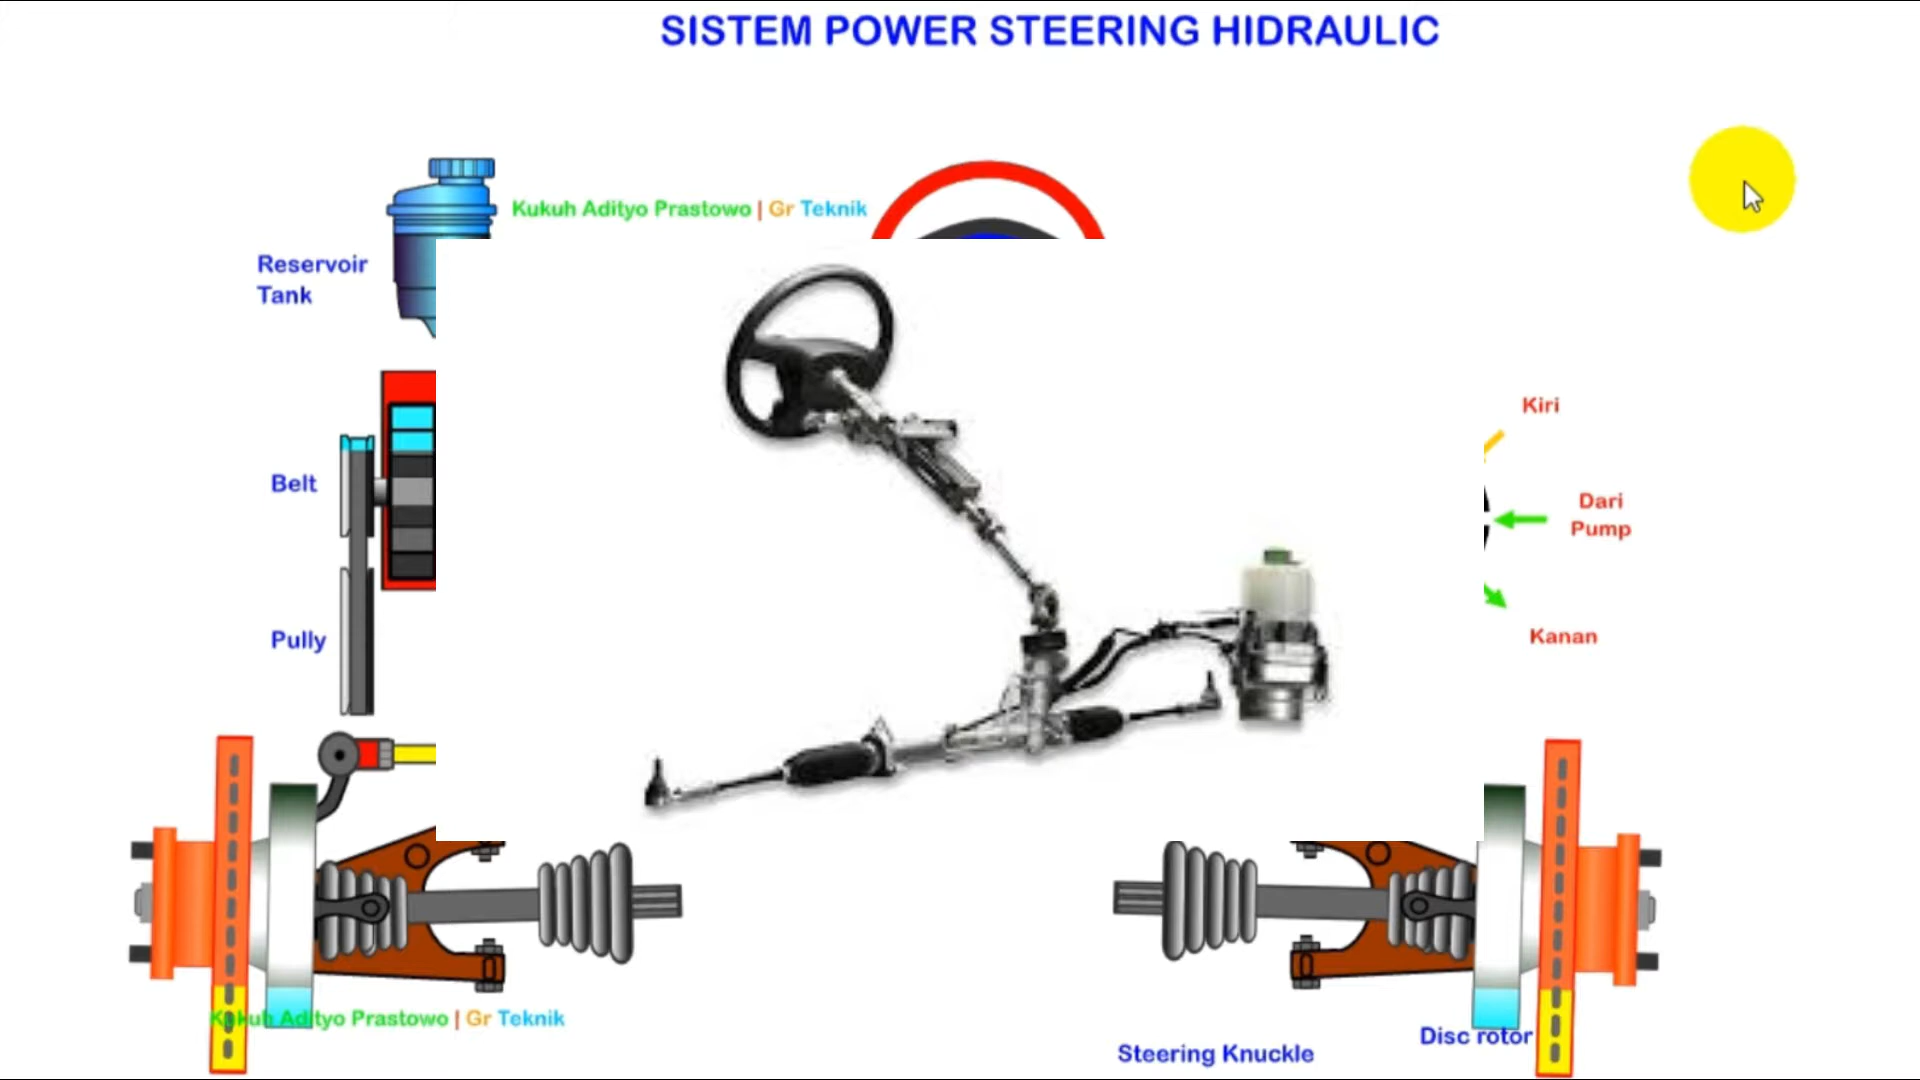 SISTEM POWER STEERING HIDRAULIC
Kukuh Adityo Prastowo | Gr Teknik
Reservoir
Tank
Kiri
Belt
Dari
Pump
Pully
Kanan
Kukuh Adityo Prastowo | Gr Teknik
Disc rotor
Steering Knuckle